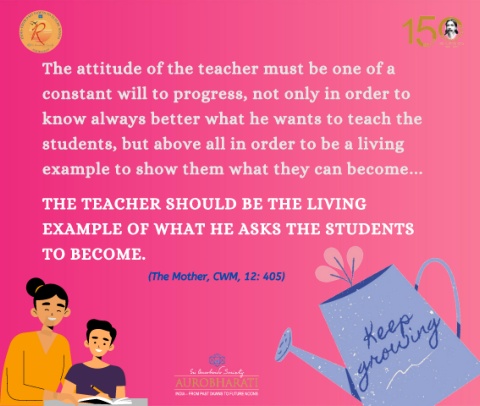 R
150
The attitude of the teacher must be one of a
constant will to progress, not only in order to
know always better what he wants to teach the
students, but above all in order to be a living
example to show them what they can become...
THE TEACHER SHOULD BE THE LIVING
EXAMPLE OF WHAT HE ASKS THE STUDENTS
TO BECOME.
(The Mother, CWM, 12: 405)
Keep
growing
Sri Aurobindo Society
AUROBHARATI
INDIA - FROM PAST DAWNS TO FUTURE NOONS